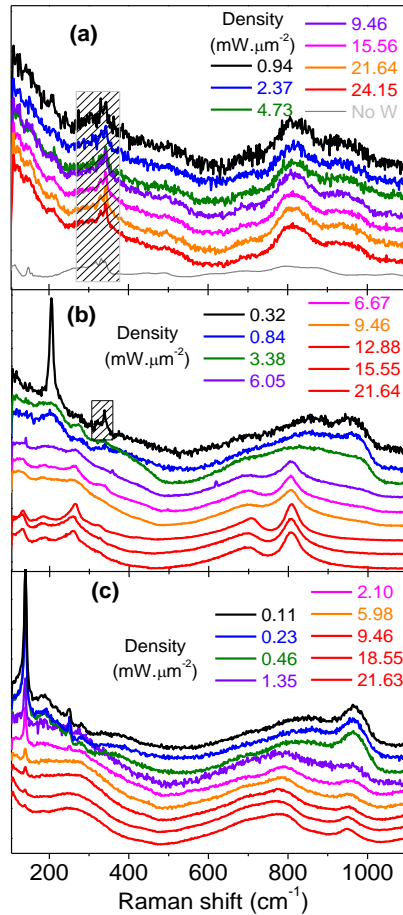 (a)
Density
(mW.μm-2)
0.94
2.37
4.73
9.46
15.56
21.64
24.15
No W
(b)
Density
(mW.μm-2)
0.32
0.84
3.38
6.05
6.67
9.46
12.88
15.55
21.64
(c)
Density
(mW.μm-2)
0.11
0.23
0.46
1.35
2.10
5.98
9.46
18.55
21.63
200 400 600 800 1000
Raman shift (cm-1)